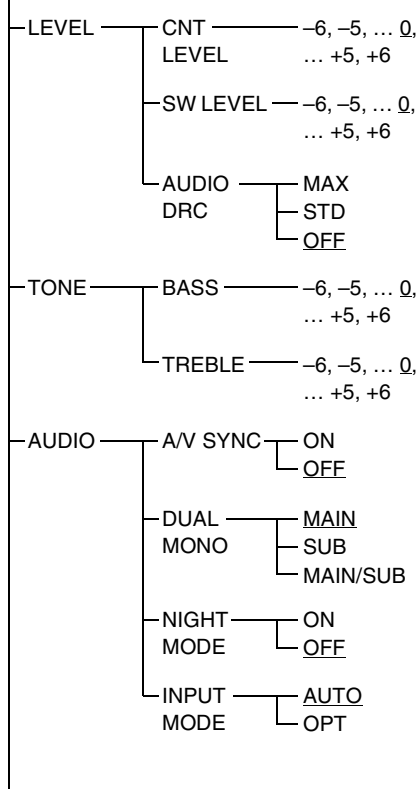 LEVEL CNT LEVEL –6, –5, … 0, … +5, +6
SW LEVEL –6, –5, … 0, … +5, +6
AUDIO DRC MAX
STD
OFF
TONE BASS –6, –5, … 0, … +5, +6
TREBLE –6, –5, … 0, … +5, +6
AUDIO A/V SYNC ON
OFF
DUAL MONO MAIN
SUB
MAIN/SUB
NIGHT MODE ON
OFF
INPUT MODE AUTO
OPT